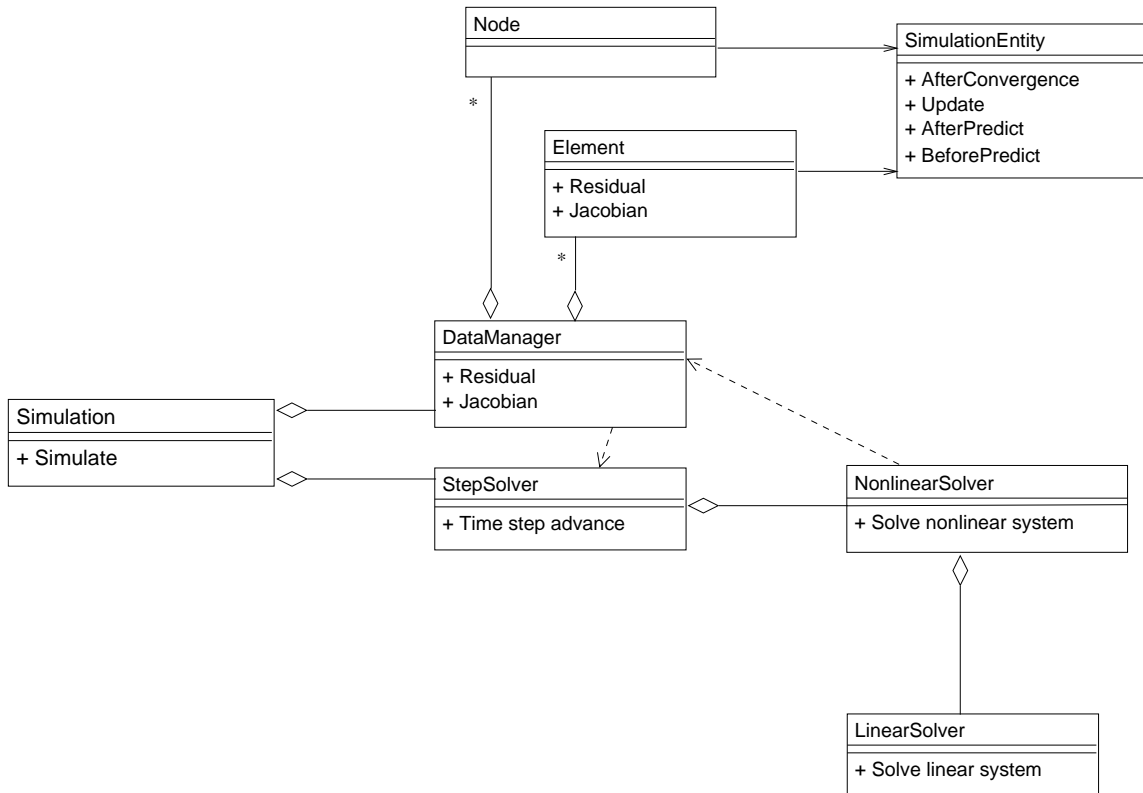 Node
SimulationEntity
+ AfterConvergence
+ Update
+ AfterPredict
+ BeforePredict
*
Element
+ Residual
+ Jacobian
*
DataManager
+ Residual
+ Jacobian
Simulation
+ Simulate
StepSolver
+ Time step advance
NonlinearSolver
+ Solve nonlinear system
LinearSolver
+ Solve linear system